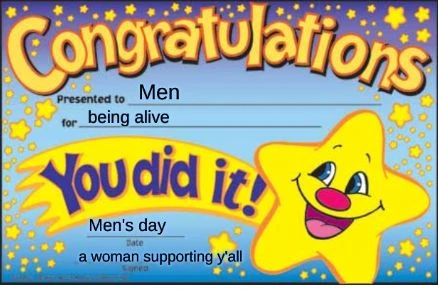 Congratulations
Presented to Men
for being alive
You did it!
Men's day
Date
a woman supporting y'all
Signed